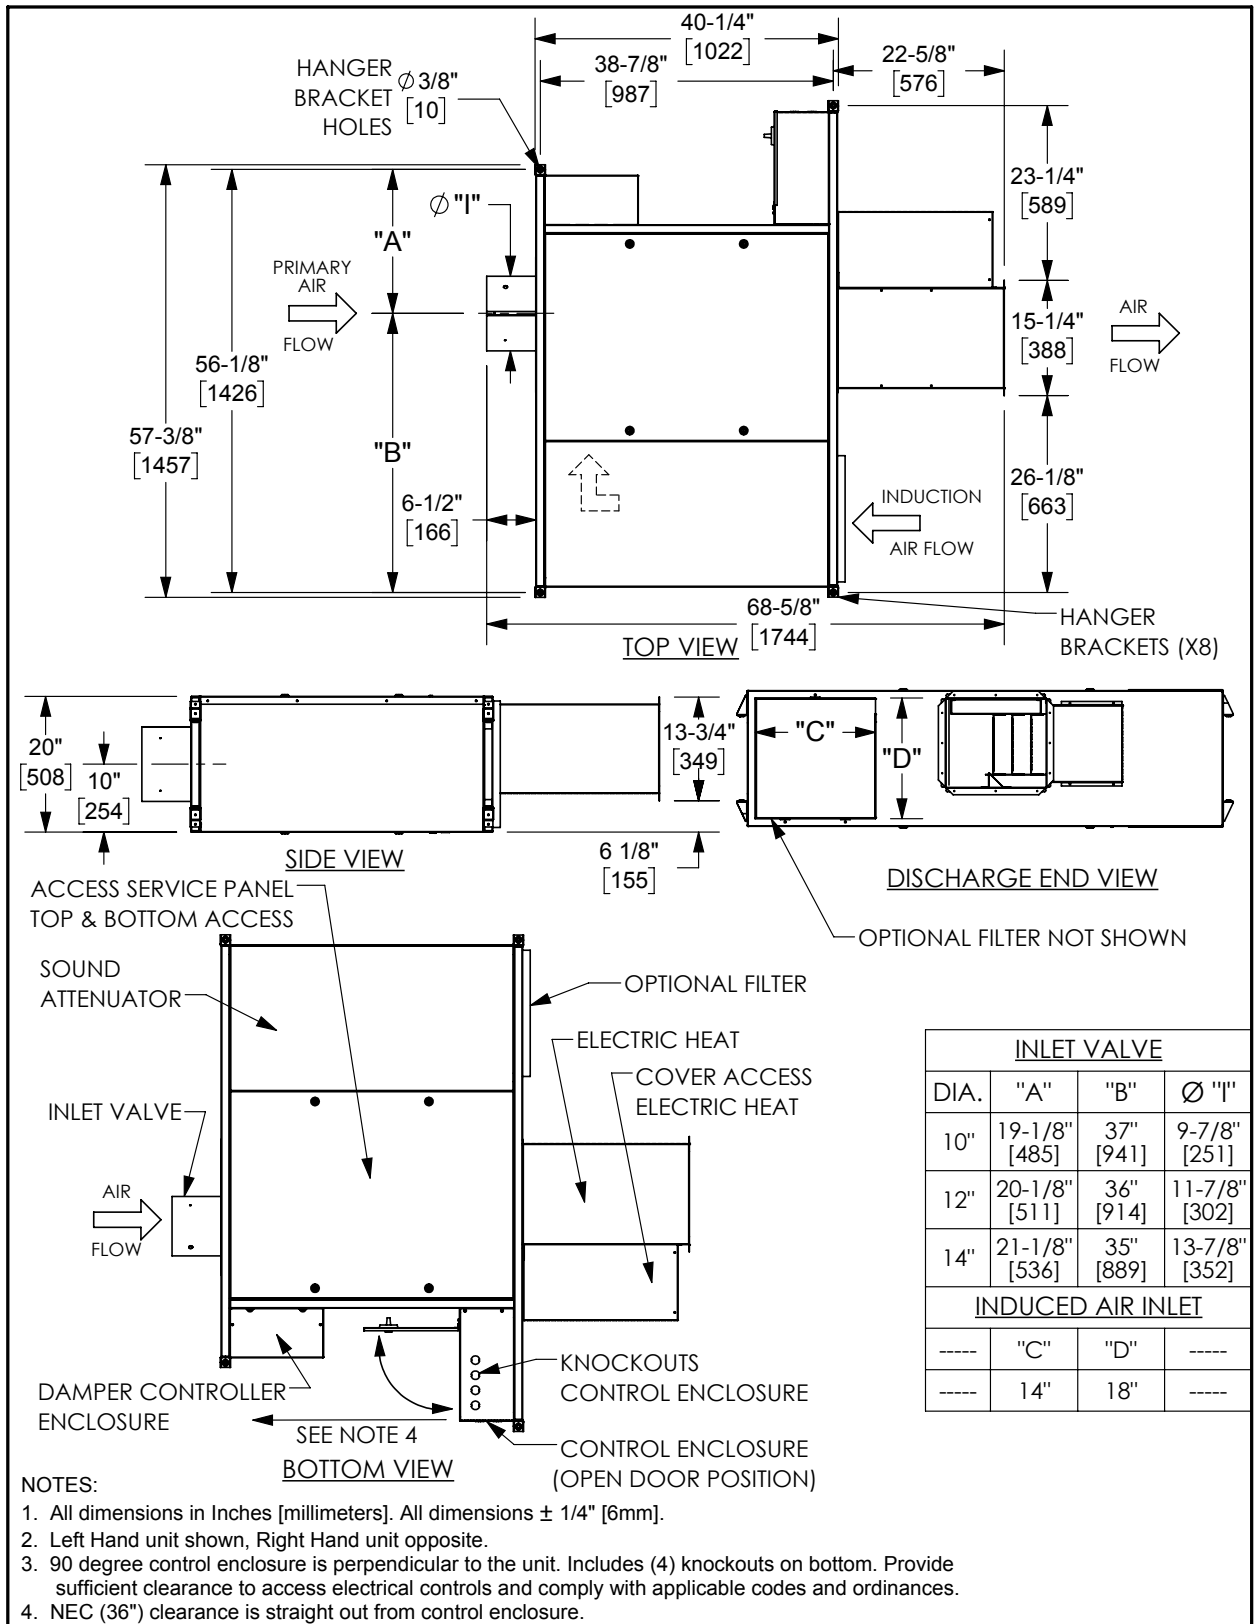 40-1/4"
[1022]
38-7/8"
[987]
22-5/8"
[576]
HANGER
BRACKET
HOLES
Ø 3/8"
[10]
23-1/4"
[589]
Ø "I"
"A"
PRIMARY
AIR
FLOW
15-1/4"
[388]
AIR
FLOW
56-1/8"
[1426]
57-3/8"
[1457]
"B"
6-1/2"
[166]
26-1/8"
[663]
INDUCTION
AIR FLOW
68-5/8"
[1744]
TOP VIEW
HANGER
BRACKETS (X8)
20"
[508]
10"
[254]
13-3/4"
[349]
6 1/8"
[155]
SIDE VIEW
"C"
"D"
DISCHARGE END VIEW
OPTIONAL FILTER NOT SHOWN
ACCESS SERVICE PANEL
TOP & BOTTOM ACCESS
SOUND
ATTENUATOR
OPTIONAL FILTER
ELECTRIC HEAT
COVER ACCESS
ELECTRIC HEAT
INLET VALVE
AIR
FLOW
DAMPER CONTROLLER
ENCLOSURE
KNOCKOUTS
CONTROL ENCLOSURE
SEE NOTE 4
CONTROL ENCLOSURE
(OPEN DOOR POSITION)
BOTTOM VIEW
INLET VALVE
DIA. "A" "B" Ø "I"
10" 19-1/8" 37" 9-7/8"
[485] [941] [251]
12" 20-1/8" 36" 11-7/8"
[511] [914] [302]
14" 21-1/8" 35" 13-7/8"
[536] [889] [352]
INDUCED AIR INLET
----- "C" "D" -----
----- 14" 18" -----
NOTES:
1. All dimensions in Inches [millimeters]. All dimensions ± 1/4" [6mm].
2. Left Hand unit shown, Right Hand unit opposite.
3. 90 degree control enclosure is perpendicular to the unit. Includes (4) knockouts on bottom. Provide
sufficient clearance to access electrical controls and comply with applicable codes and ordinances.
4. NEC (36") clearance is straight out from control enclosure.